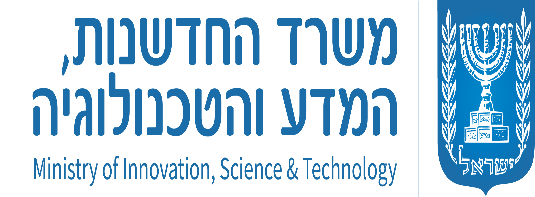 משרד החדשנות,
המדע והטכנולוגיה
Ministry of Innovation, Science & Technology
ישראל